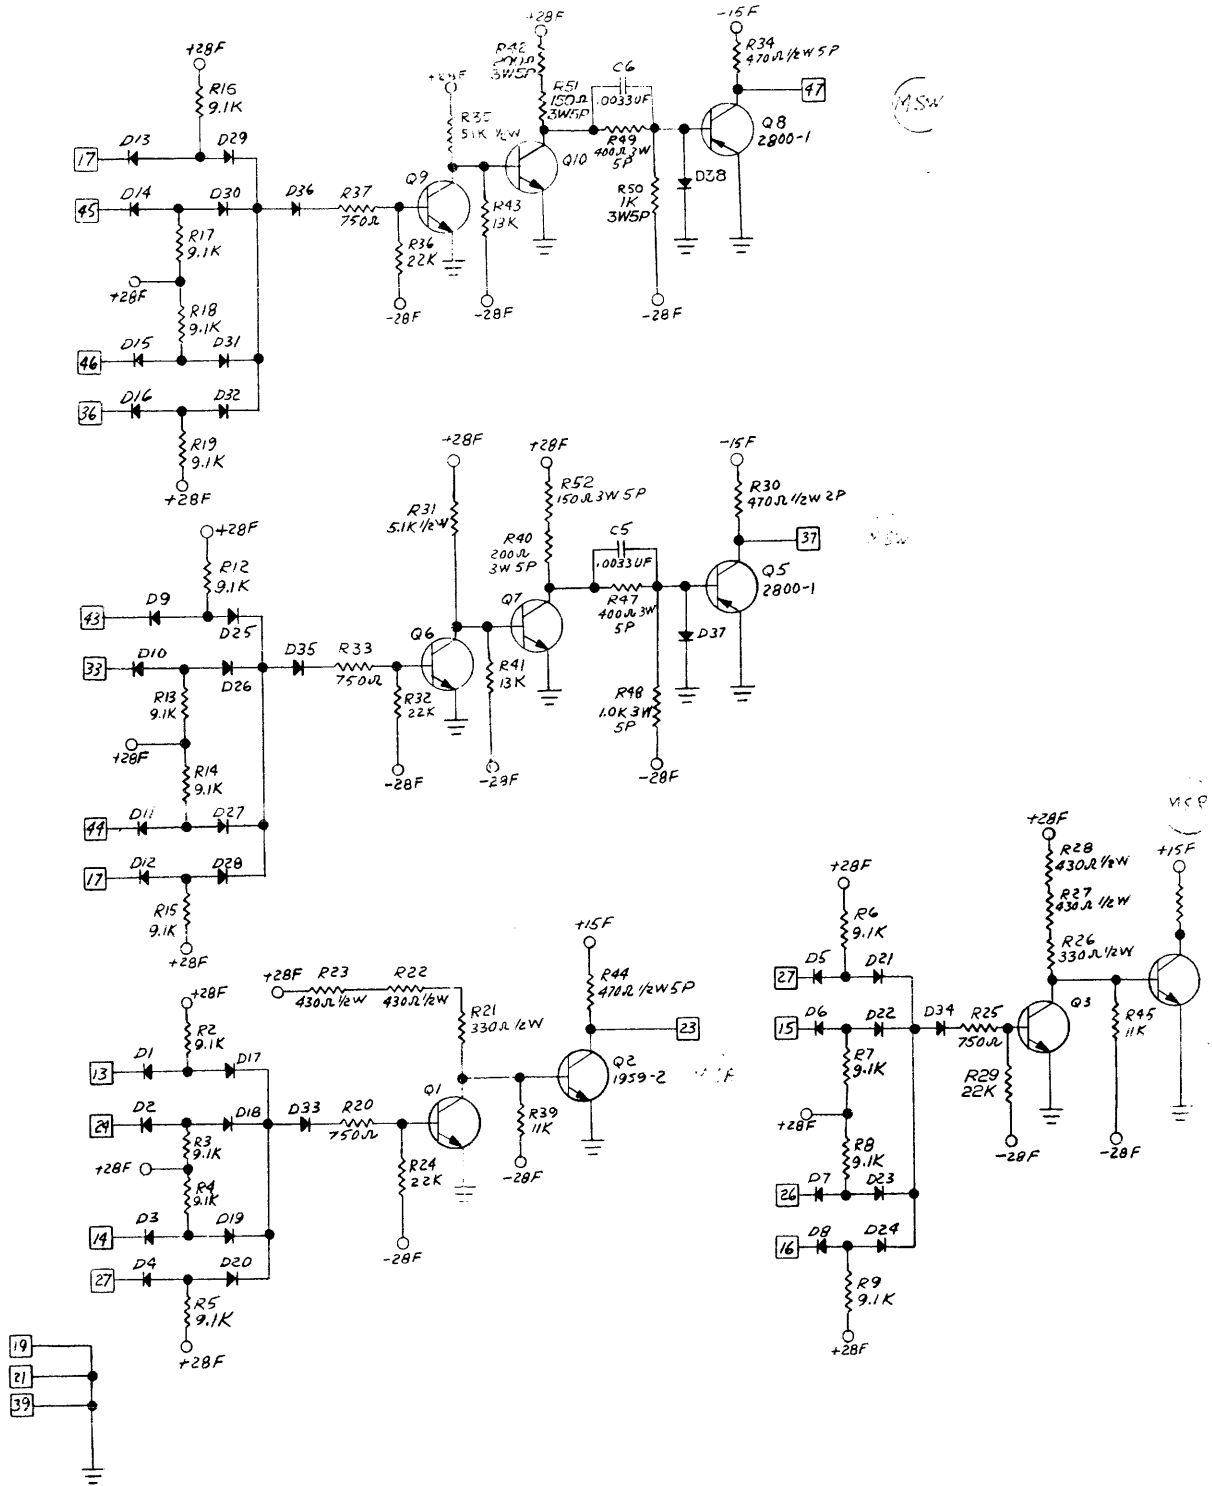 +28F
R16
9.1K
D13
D29
17
D14
D30
45
R17
9.1K
+28F
R18
9.1K
D15
D31
46
D16
D32
36
R19
9.1K
+28F
D36
R37
750Ω
Q9
R36
22K
-28F
+28F
R35
R43
13K
-28F
+28F
R42
200Ω
3W5P
R51
150Ω
3W5P
Q10
C6
.0033UF
R49
400Ω 3W
5P
R50
1K
3W5P
-28F
D38
-15F
R34
470Ω 1/2W 5P
47
Q8
2800-1
MSW
+28F
R12
9.1K
D9
D25
43
D10
D26
33
R13
9.1K
+28F
R14
9.1K
D11
D27
44
D12
D28
17
R15
9.1K
+28F
D35
R33
750Ω
Q6
R32
22K
-28F
+28F
R31
5.1K 1/2W
R41
13K
-28F
+28F
R52
150Ω 3W 5P
R40
200Ω
3W 5P
Q7
C5
.0033UF
R47
400Ω 3W
5P
R48
1.0K 3W
5P
-28F
D37
-15F
R30
470Ω 1/2W 2P
37
Q5
2800-1
MSW
+28F
R2
9.1K
D1
D17
13
D2
D18
24
R3
9.1K
+28F
R4
9.1K
D3
D19
14
D4
D20
27
R5
9.1K
+28F
D33
R20
750Ω
R24
22K
-28F
Q1
+28F
R23
430Ω 1/2W
R22
430Ω 1/2W
R21
330Ω 1/2W
R39
11K
-28F
+15F
R44
470Ω 1/2W 5P
23
Q2
1959-2
+28F
R6
9.1K
D5
D21
27
D6
D22
15
R7
9.1K
+28F
R8
9.1K
D7
D23
26
D8
D24
16
R9
9.1K
+28F
D34
R25
750Ω
R29
22K
-28F
+28F
R28
430Ω 1/2W
R27
430Ω 1/2W
R26
330Ω 1/2W
Q3
R45
11K
-28F
+15F
19
21
39